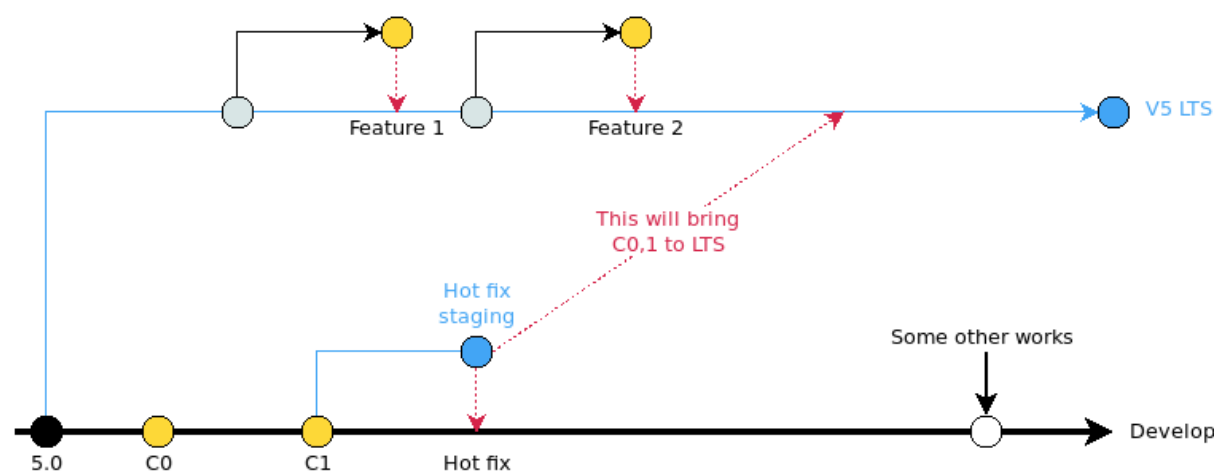 Feature 1
Feature 2
V5 LTS
This will bring
C0,1 to LTS
Hot fix
staging
Some other works
Develop
5.0
C0
C1
Hot fix